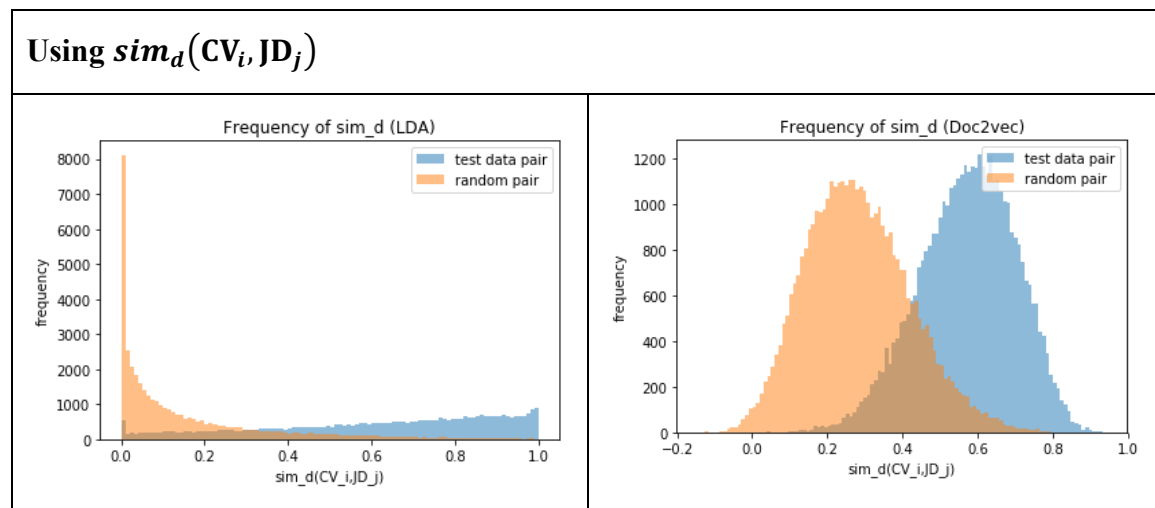 Using sim_d(CV_i, JD_j)
Frequency of sim_d (LDA)
test data pair
random pair
8000
7000
6000
5000
4000
3000
2000
1000
0
frequency
0.0 0.2 0.4 0.6 0.8 1.0
sim_d(CV_i,JD_j)
Frequency of sim_d (Doc2vec)
test data pair
random pair
1200
1000
800
600
400
200
0
frequency
−0.2 0.0 0.2 0.4 0.6 0.8 1.0
sim_d(CV_i,JD_j)